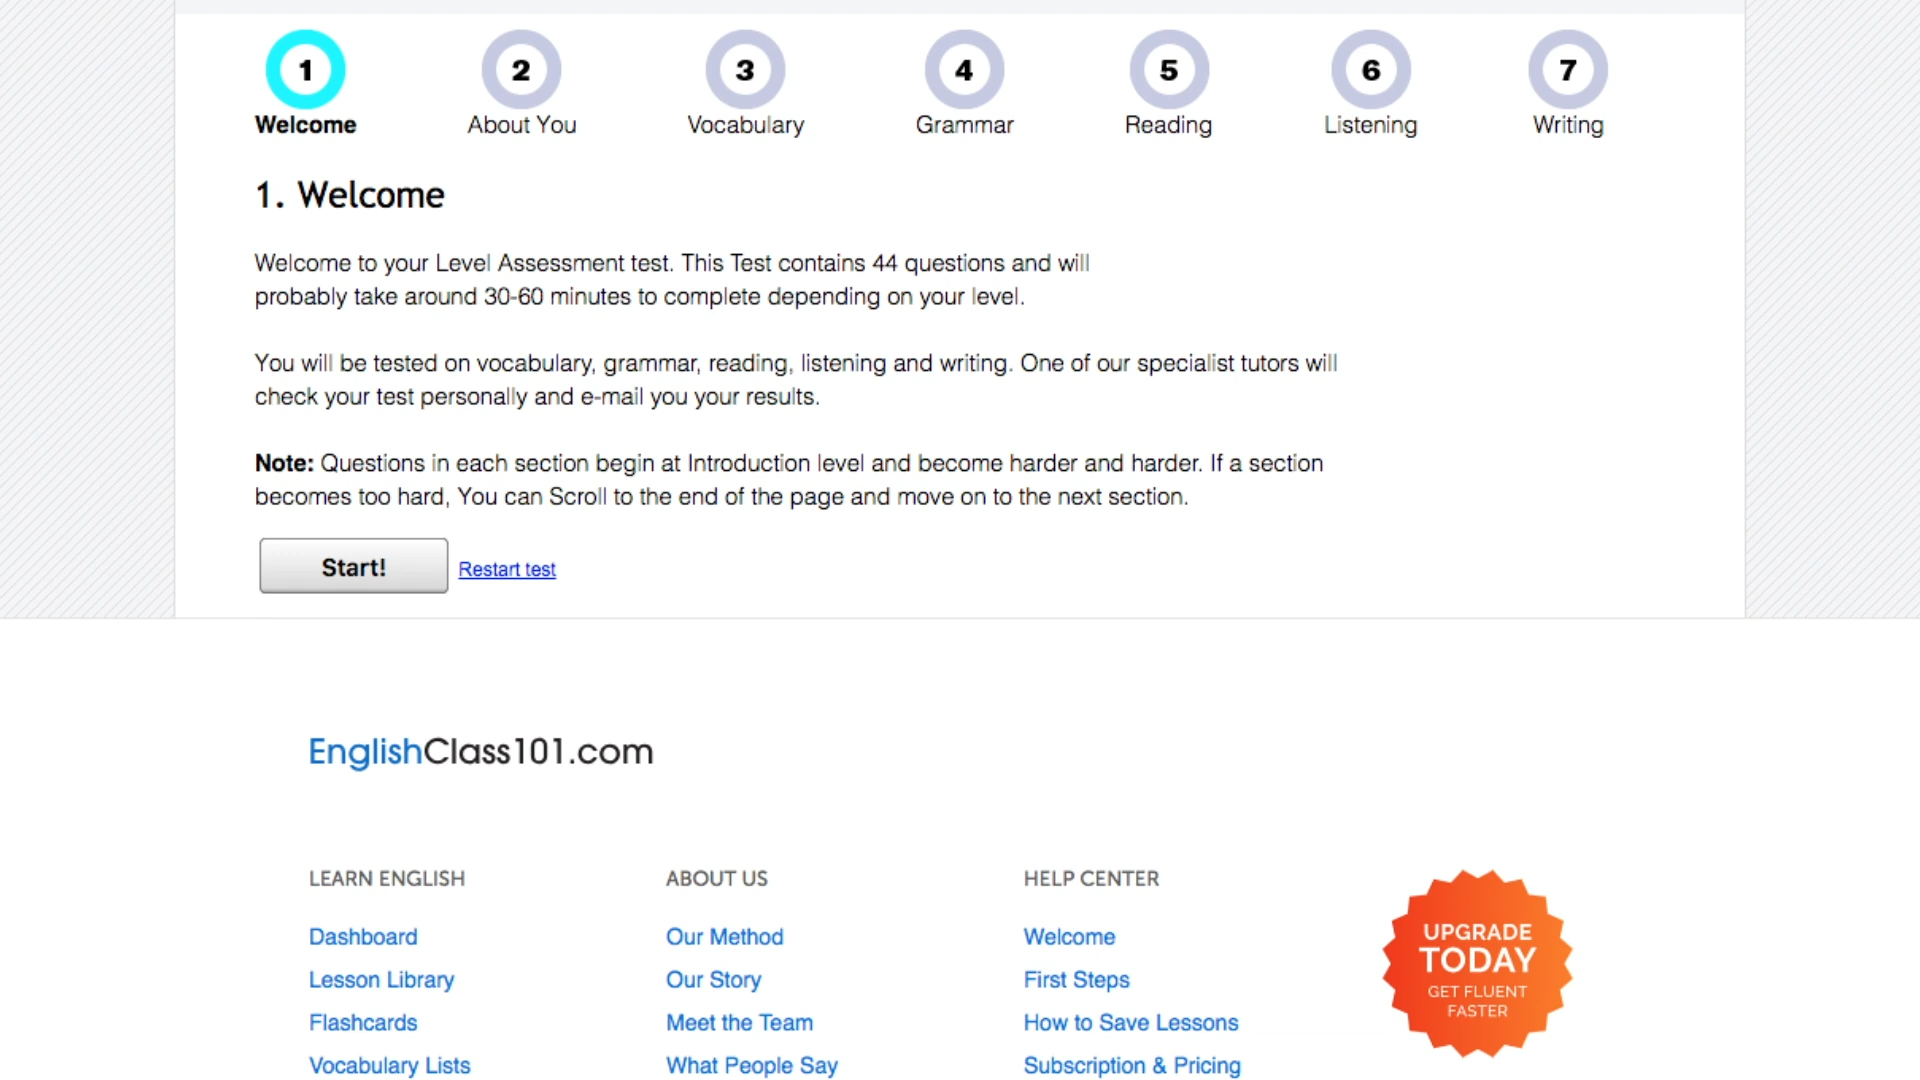 1 2 3 4 5 6 7
Welcome About You Vocabulary Grammar Reading Listening Writing
1. Welcome
Welcome to your Level Assessment test. This Test contains 44 questions and will
probably take around 30-60 minutes to complete depending on your level.
You will be tested on vocabulary, grammar, reading, listening and writing. One of our specialist tutors will
check your test personally and e-mail you your results.
Note: Questions in each section begin at Introduction level and become harder and harder. If a section
becomes too hard, You can Scroll to the end of the page and move on to the next section.
Start! Restart test
EnglishClass101.com
LEARN ENGLISH
Dashboard
Lesson Library
Flashcards
Vocabulary Lists
ABOUT US
Our Method
Our Story
Meet the Team
What People Say
HELP CENTER
Welcome
First Steps
How to Save Lessons
Subscription & Pricing
UPGRADE
TODAY
GET FLUENT
FASTER